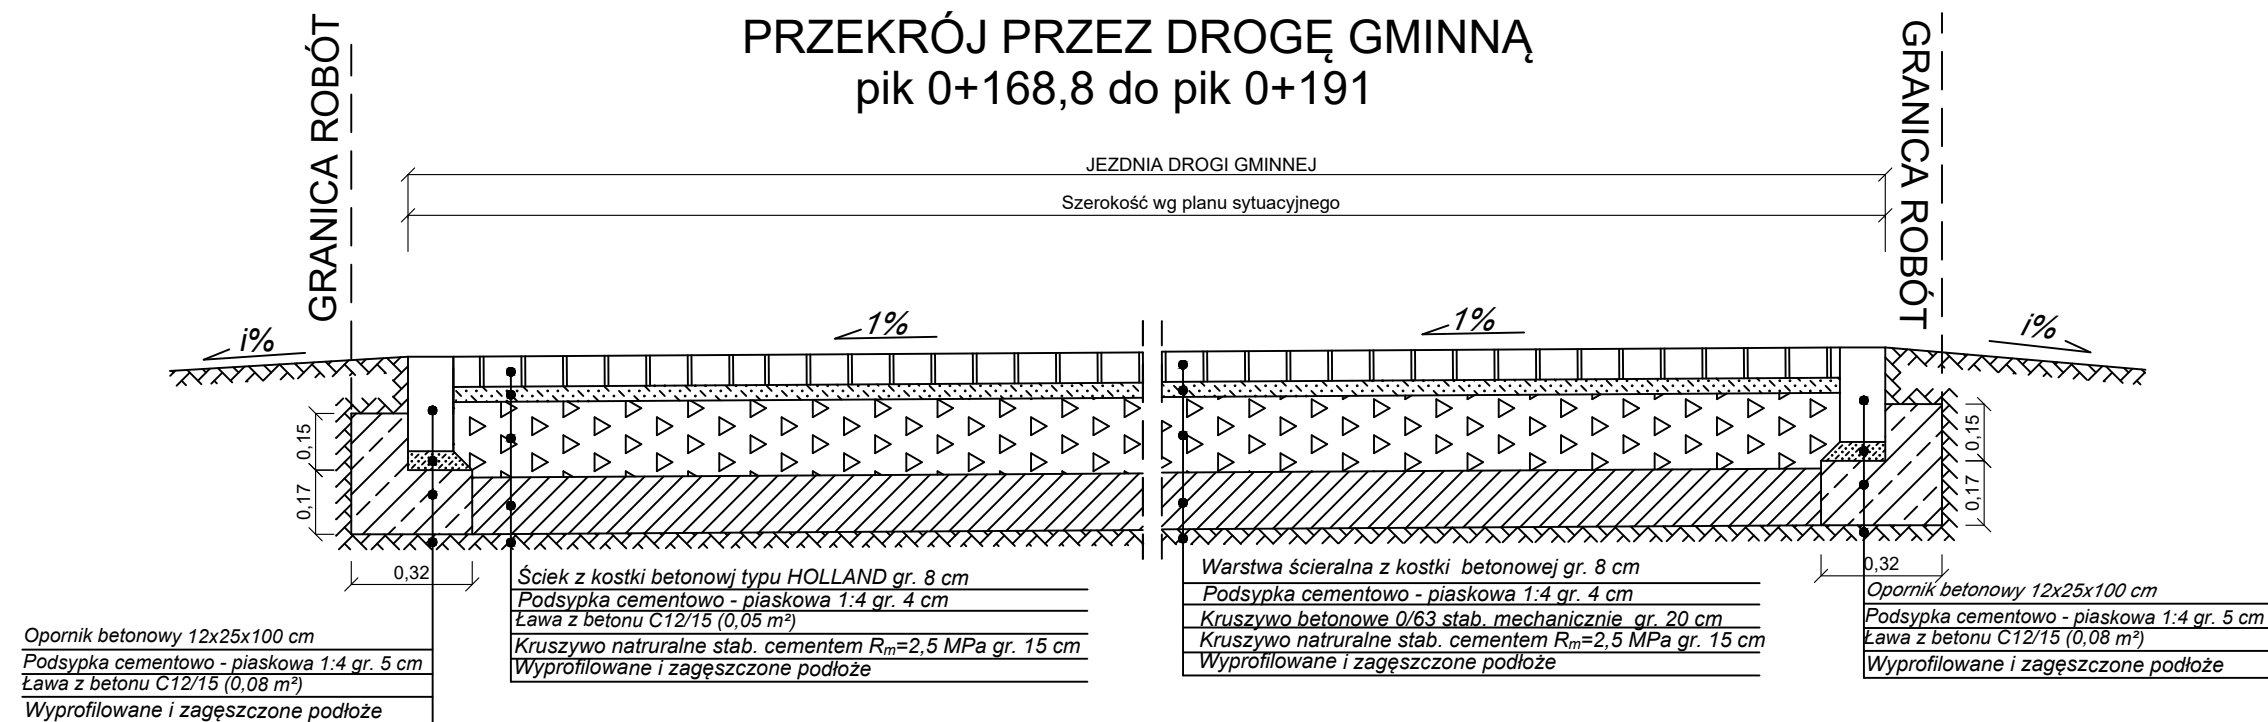 PRZEKRÓJ PRZEZ DROGĘ GMINNĄ
pik 0+168,8 do pik 0+191
GRANICA ROBÓT
GRANICA ROBÓT
JEZDNIA DROGI GMINNEJ
Szerokość wg planu sytuacyjnego
i%
1%
1%
i%
0,15
0,17
0,32
0,15
0,17
0,32
Opornik betonowy 12x25x100 cm
Podsypka cementowo - piaskowa 1:4 gr. 5 cm
Ława z betonu C12/15 (0,08 m²)
Wyprofilowane i zagęszczone podłoże
Ściek z kostki betonowj typu HOLLAND gr. 8 cm
Podsypka cementowo - piaskowa 1:4 gr. 4 cm
Ława z betonu C12/15 (0,05 m²)
Kruszywo natruralne stab. cementem Rₘ=2,5 MPa gr. 15 cm
Wyprofilowane i zagęszczone podłoże
Warstwa ścieralna z kostki betonowej gr. 8 cm
Podsypka cementowo - piaskowa 1:4 gr. 4 cm
Kruszywo betonowe 0/63 stab. mechanicznie gr. 20 cm
Kruszywo natruralne stab. cementem Rₘ=2,5 MPa gr. 15 cm
Wyprofilowane i zagęszczone podłoże
Opornik betonowy 12x25x100 cm
Podsypka cementowo - piaskowa 1:4 gr. 5 cm
Ława z betonu C12/15 (0,08 m²)
Wyprofilowane i zagęszczone podłoże